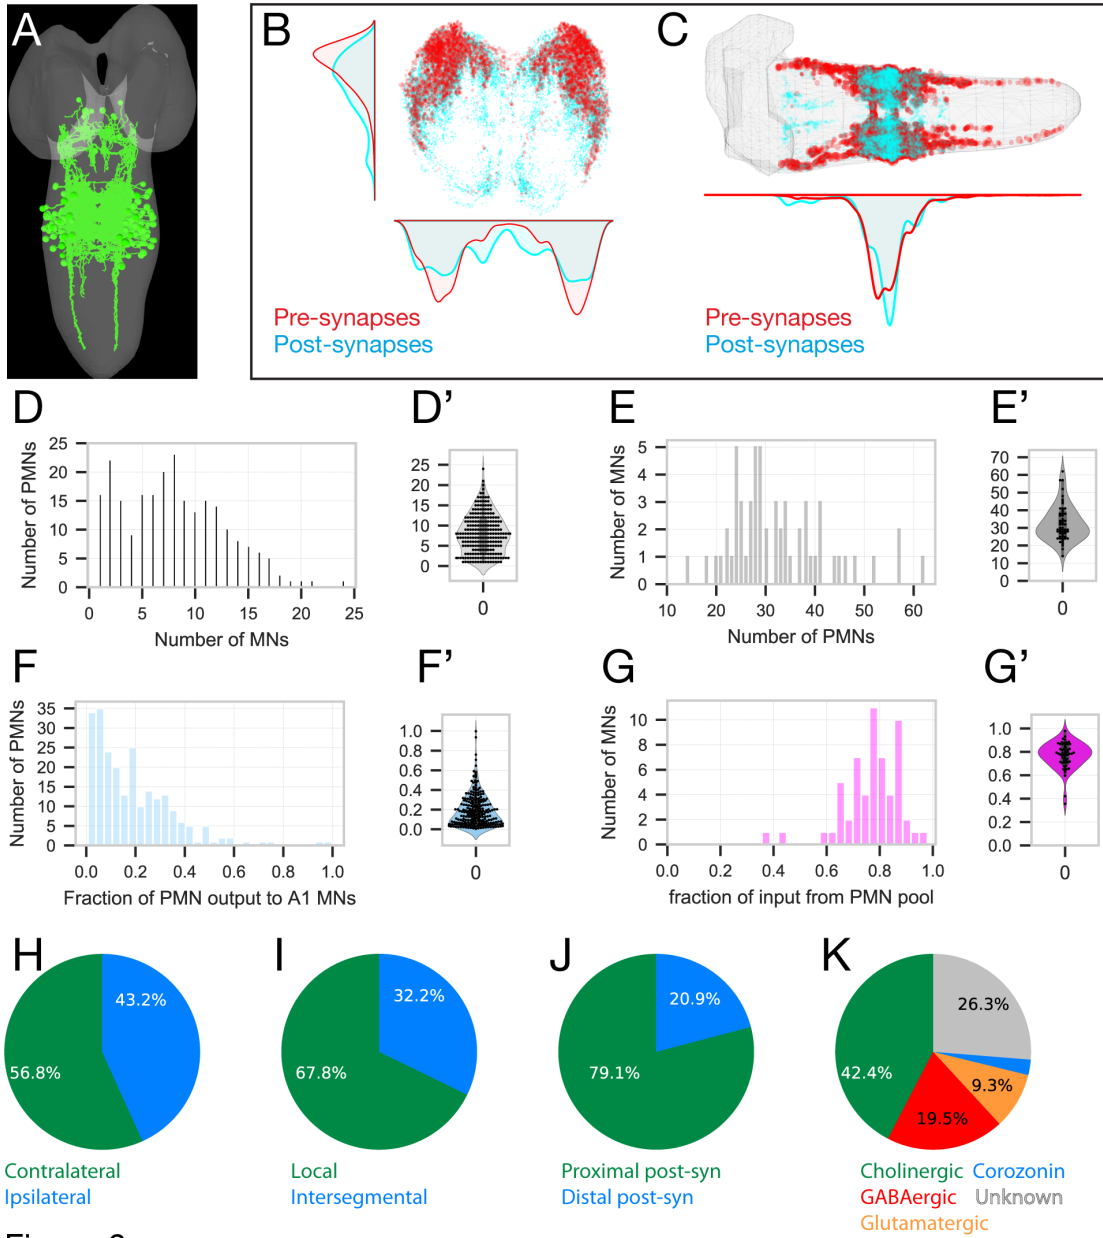 A
B
C
Pre-synapses
Post-synapses
Pre-synapses
Post-synapses
D
Number of PMNs
25
20
15
10
5
0
0 5 10 15 20 25
Number of MNs
D'
25
20
15
10
5
0
0
E
Number of MNs
5
4
3
2
1
0
10 20 30 40 50 60
Number of PMNs
E'
70
60
50
40
30
20
10
0
0
F
Number of PMNs
35
30
25
20
15
10
5
0
0.0 0.2 0.4 0.6 0.8 1.0
Fraction of PMN output to A1 MNs
F'
1.0
0.8
0.6
0.4
0.2
0.0
0
G
Number of MNs
10
8
6
4
2
0
0.0 0.2 0.4 0.6 0.8 1.0
fraction of input from PMN pool
G'
1.0
0.8
0.6
0.4
0.2
0.0
0
H
43.2%
56.8%
Contralateral
Ipsilateral
I
32.2%
67.8%
Local
Intersegmental
J
20.9%
79.1%
Proximal post-syn
Distal post-syn
K
26.3%
42.4%
9.3%
19.5%
Cholinergic Corozonin
GABAergic Unknown
Glutamatergic